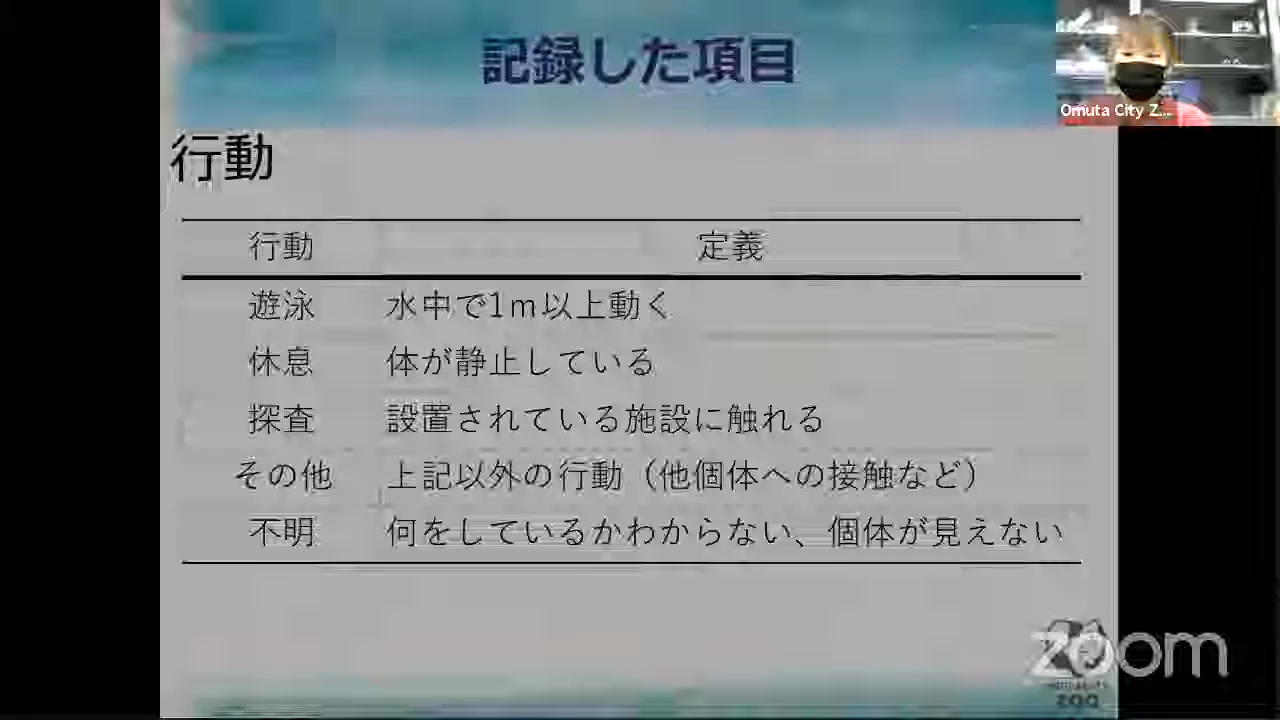 記録した項目
Omuta City Z...
行動
行動 定義
遊泳 水中で1m以上動く
休息 体が静止している
探査 設置されている施設に触れる
その他 上記以外の行動（他個体への接触など）
不明 何をしているかわからない、個体が見えない
zoom
ZOO